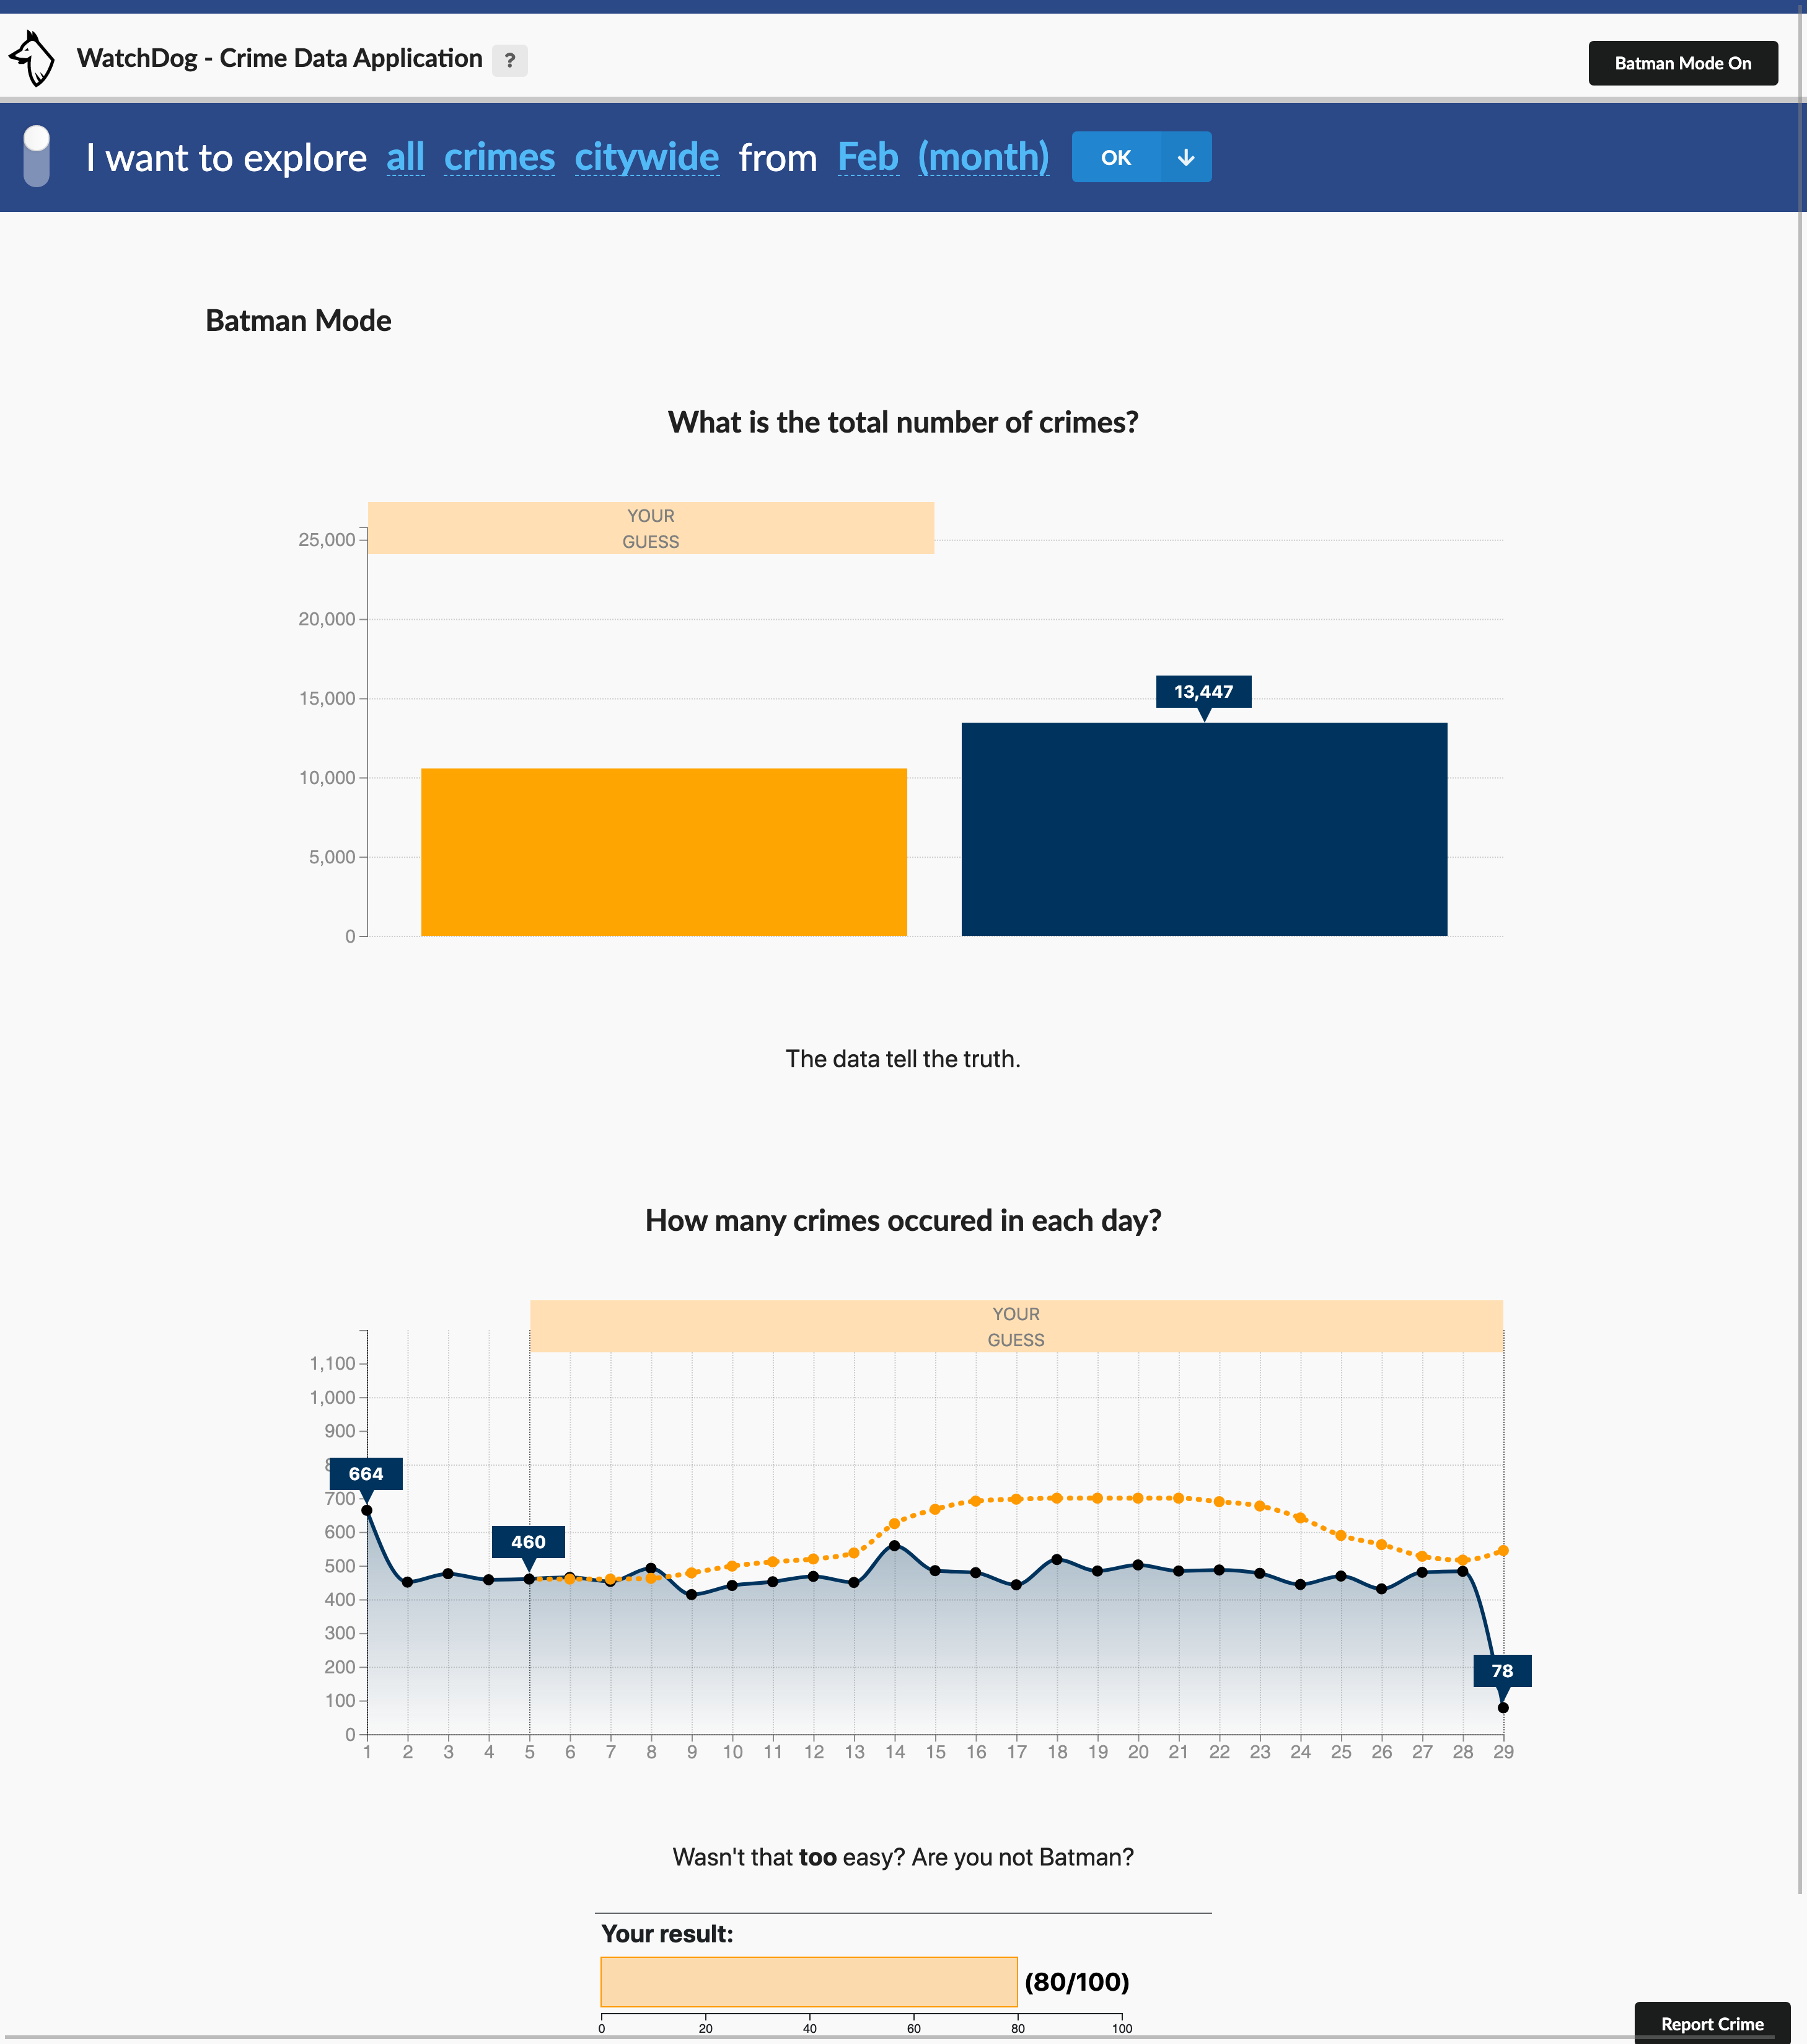 WatchDog - Crime Data Application ?
Batman Mode On
I want to explore all crimes citywide from Feb (month) OK
Batman Mode
What is the total number of crimes?
YOUR
GUESS
25,000
20,000
15,000
13,447
10,000
5,000
0
The data tell the truth.
How many crimes occured in each day?
YOUR
GUESS
1,100
1,000
900
8
664
700
600
460
500
400
300
200
78
100
0
1 2 3 4 5 6 7 8 9 10 11 12 13 14 15 16 17 18 19 20 21 22 23 24 25 26 27 28 29
Wasn't that too easy? Are you not Batman?
Your result:
(80/100)
0 20 40 60 80 100
Report Crime